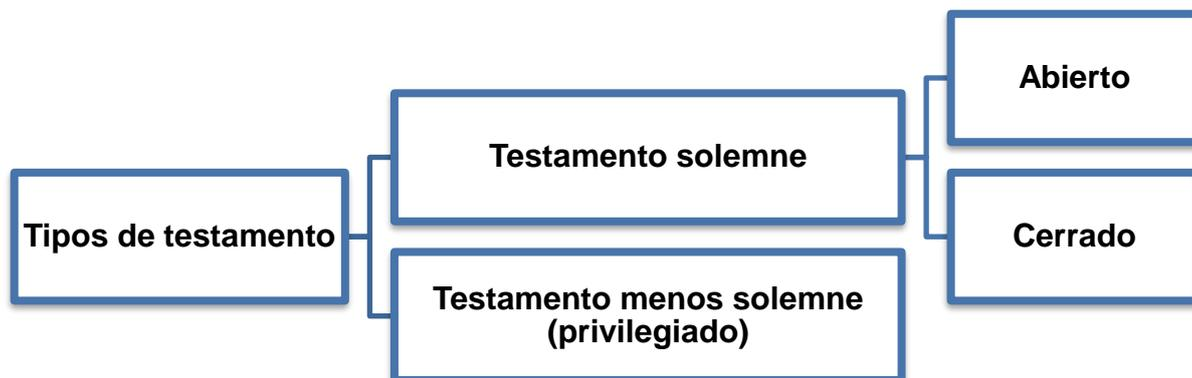 Tipos de testamento
Testamento solemne
Abierto
Cerrado
Testamento menos solemne
(privilegiado)